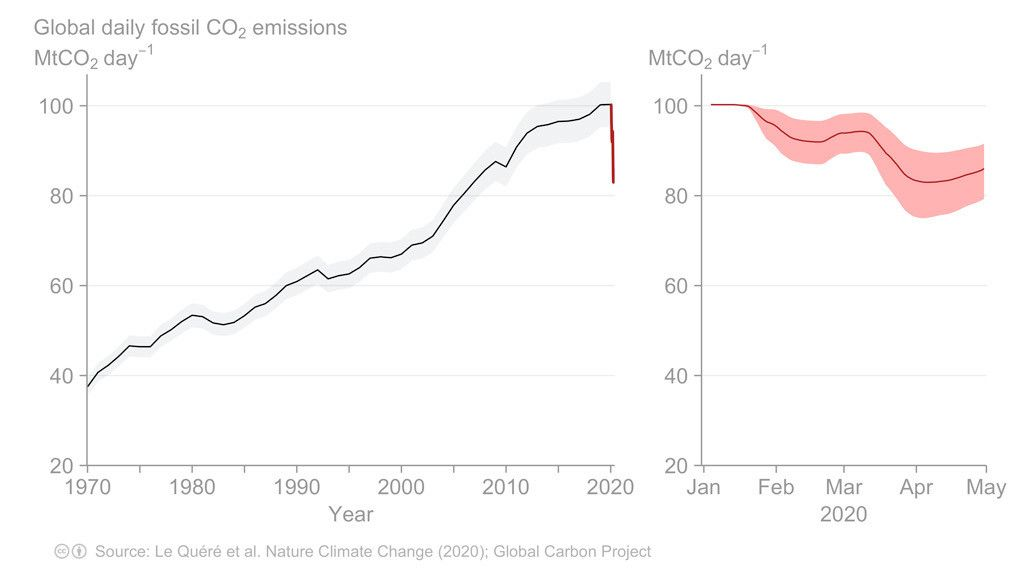 Global daily fossil CO₂ emissions
MtCO₂ day⁻¹
100
80
60
40
20
1970 1980 1990 2000 2010 2020
Year
MtCO₂ day⁻¹
100
80
60
40
20
Jan Feb Mar Apr May
2020
cc Source: Le Quéré et al. Nature Climate Change (2020); Global Carbon Project